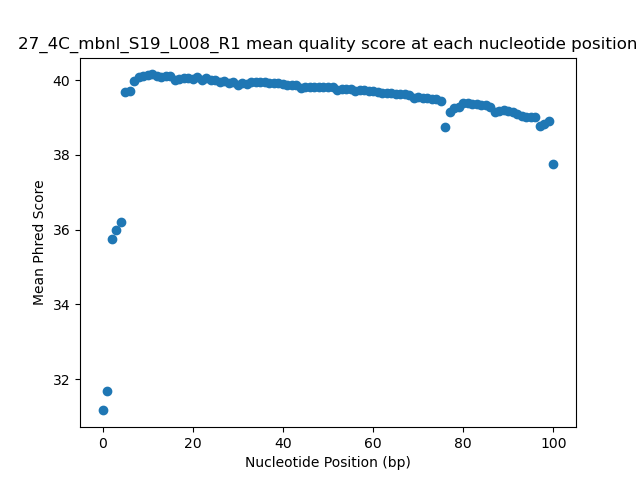 27_4C_mbnl_S19_L008_R1 mean quality score at each nucleotide position
40
38
36
34
32
Mean Phred Score
0 20 40 60 80 100
Nucleotide Position (bp)